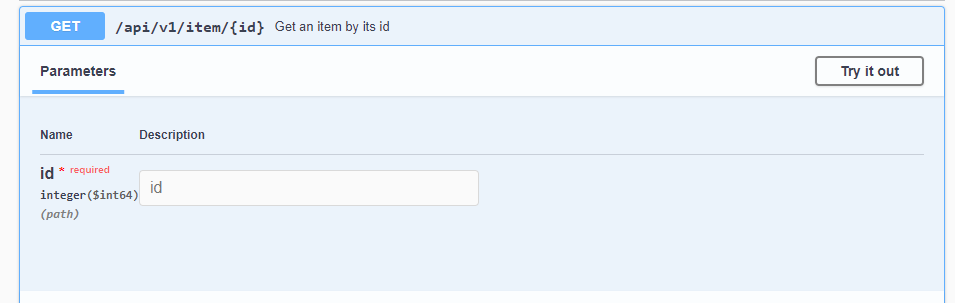 GET /api/v1/item/{id} Get an item by its id
Parameters Try it out
Name Description
id * required
integer($int64)
(path)
id